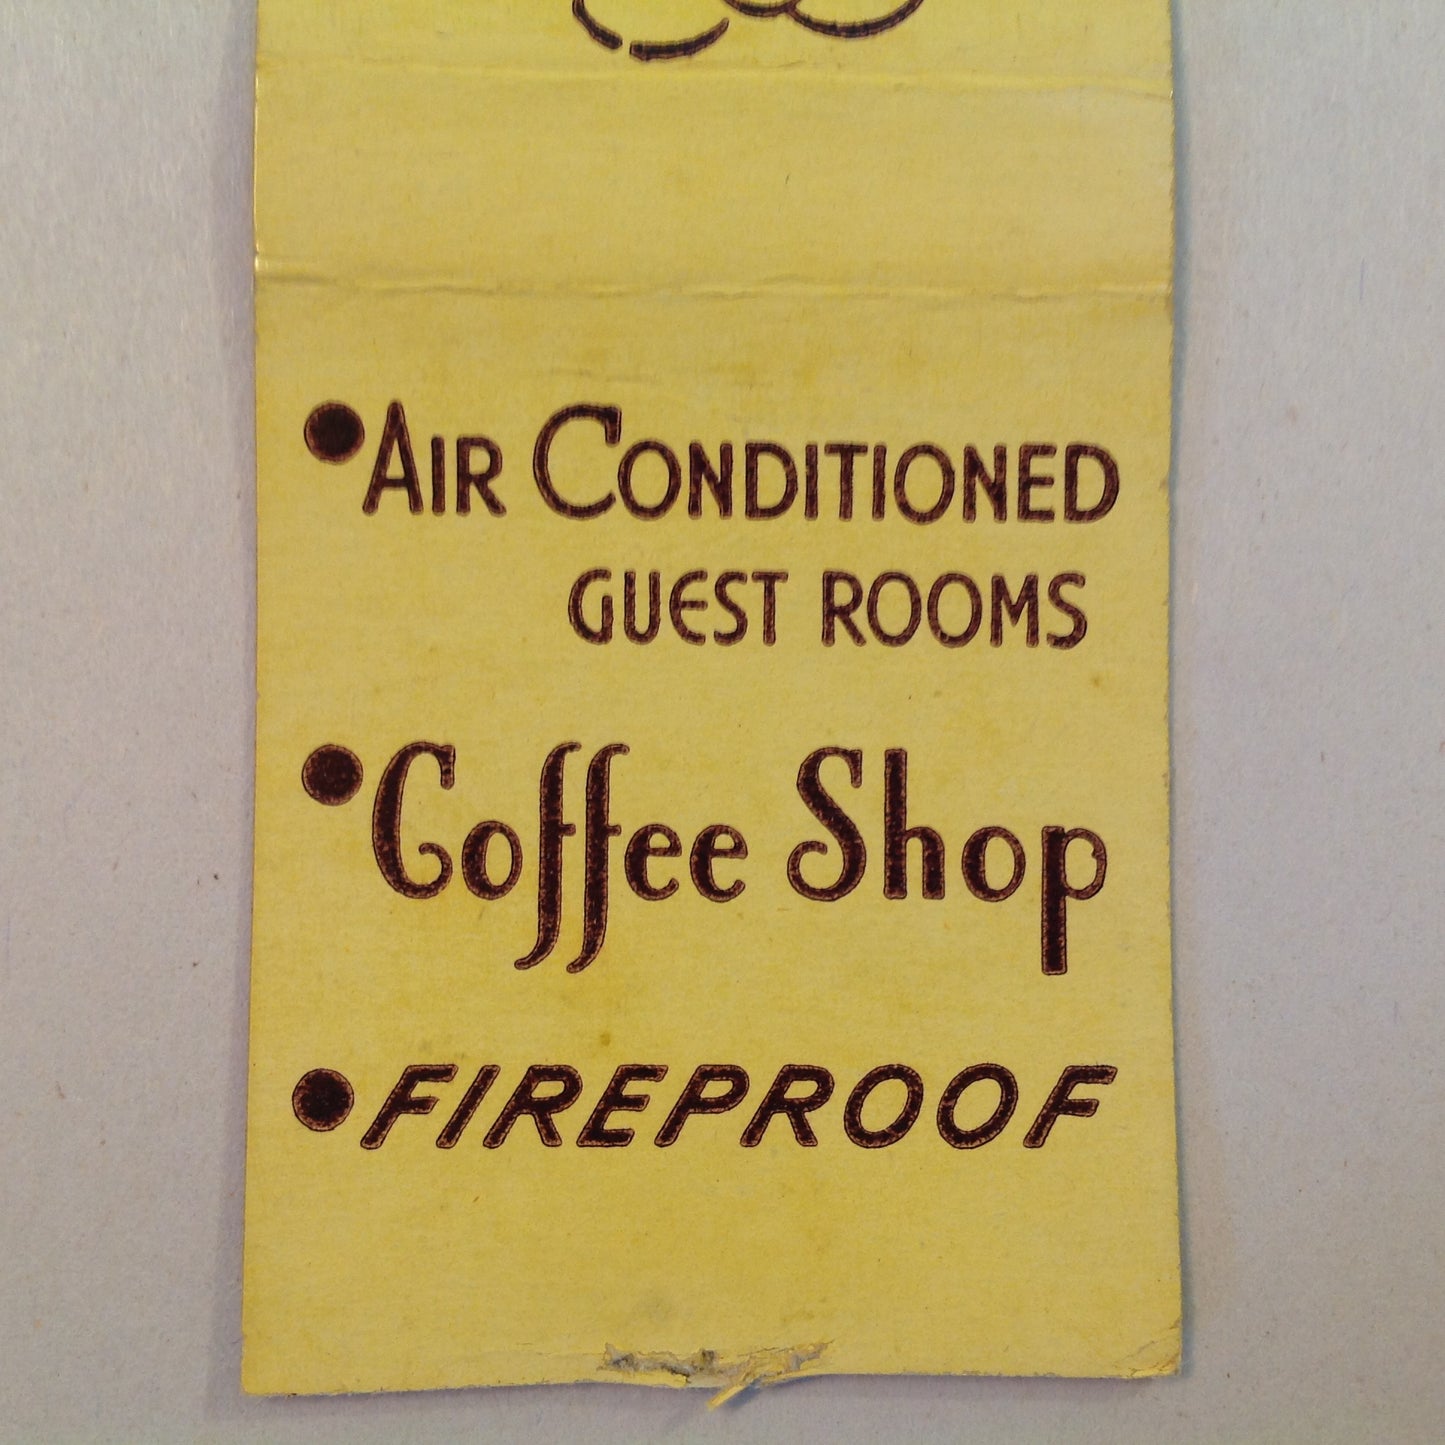 • AIR CONDITIONED
GUEST ROOMS
• Coffee Shop
• FIREPROOF